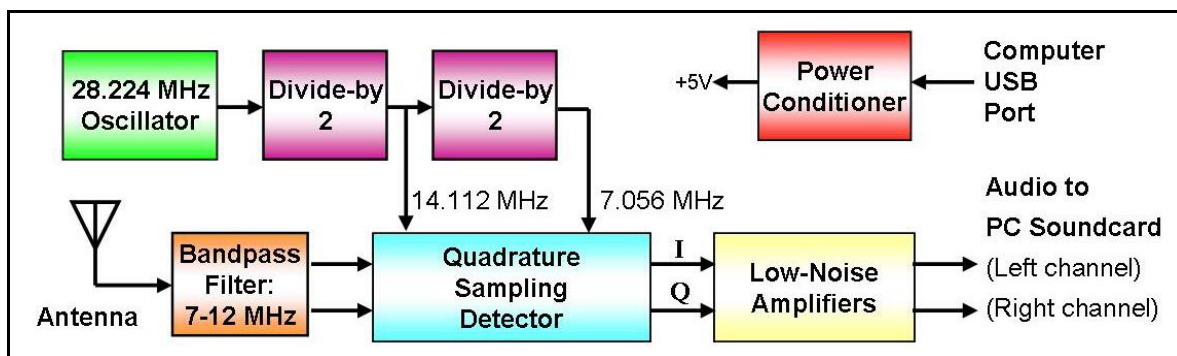 28.224 MHz
Oscillator
Divide-by
2
Divide-by
2
+5V
Power
Conditioner
Computer
USB
Port
14.112 MHz
7.056 MHz
Antenna
Bandpass
Filter:
7-12 MHz
Quadrature
Sampling
Detector
I
Q
Low-Noise
Amplifiers
Audio to
PC Soundcard
(Left channel)
(Right channel)